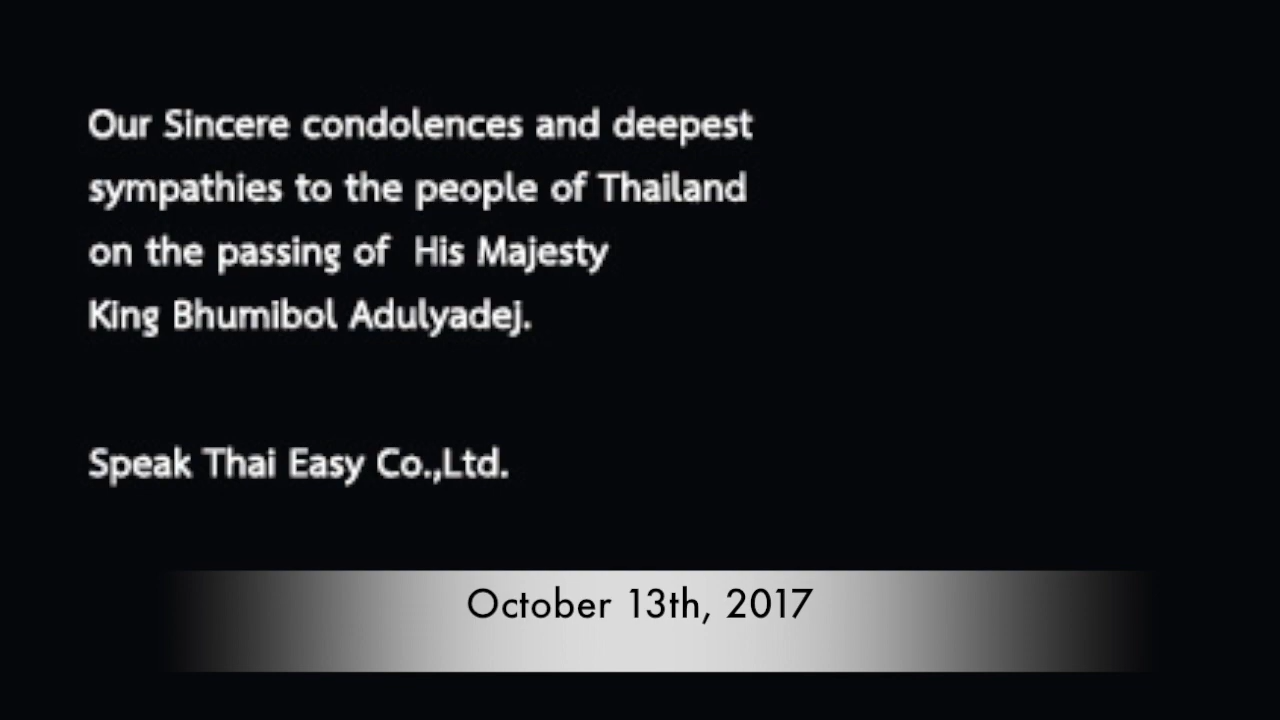 Our Sincere condolences and deepest
sympathies to the people of Thailand
on the passing of  His Majesty
King Bhumibol Adulyadej.
Speak Thai Easy Co.,Ltd.
October 13th, 2017